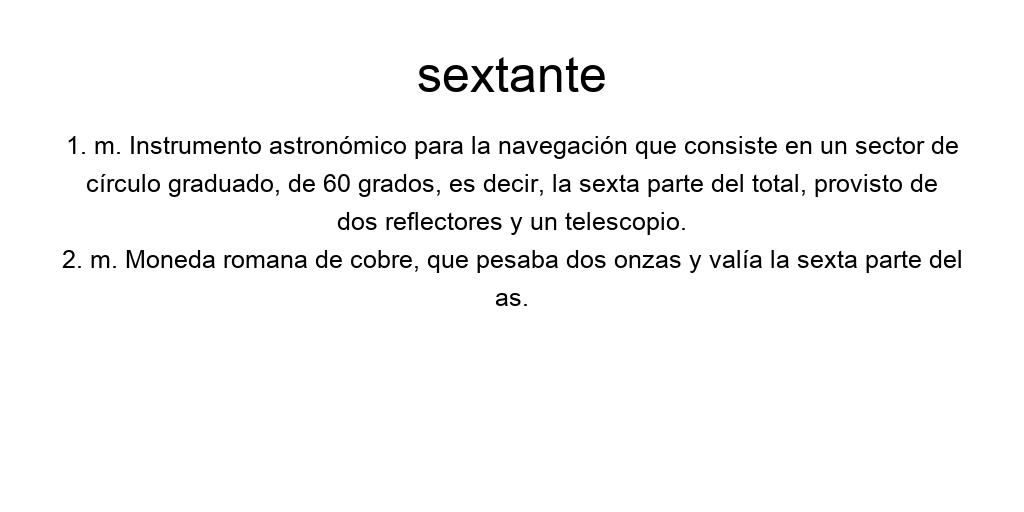 sextante
1. m. Instrumento astronómico para la navegación que consiste en un sector de
círculo graduado, de 60 grados, es decir, la sexta parte del total, provisto de
dos reflectores y un telescopio.
2. m. Moneda romana de cobre, que pesaba dos onzas y valía la sexta parte del
as.